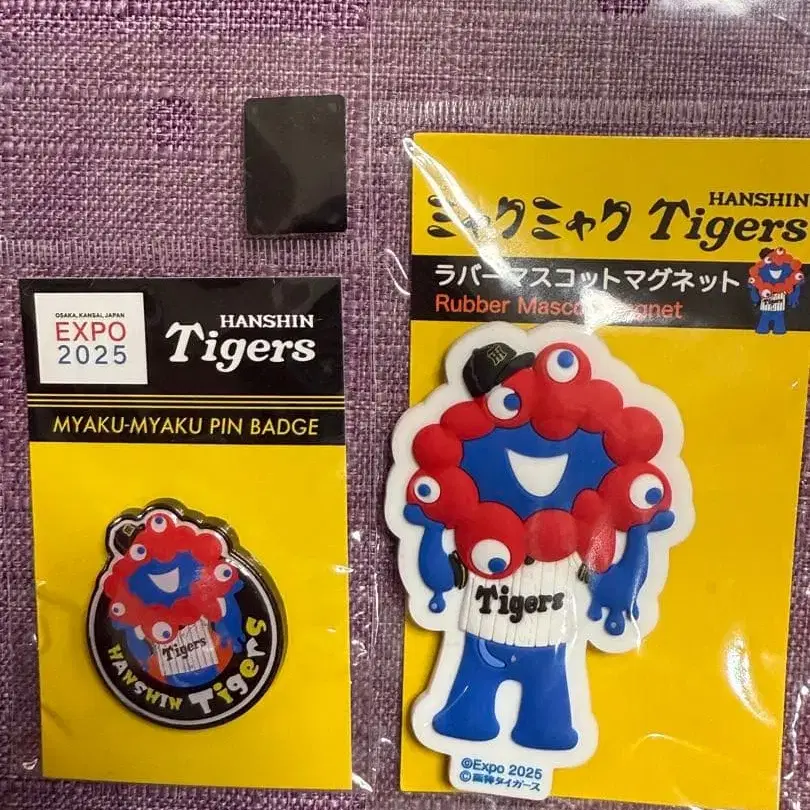 OSAKA, KANSAI, JAPAN
EXPO
2025
HANSHIN
Tigers
MYAKU-MYAKU PIN BADGE
Tigers
HANSHIN Tigers
HANSHIN
ミャクミャク Tigers
ラバーマスコットマグネット
Rubber Mascot Magnet
Tigers
©Expo 2025
©阪神タイガース